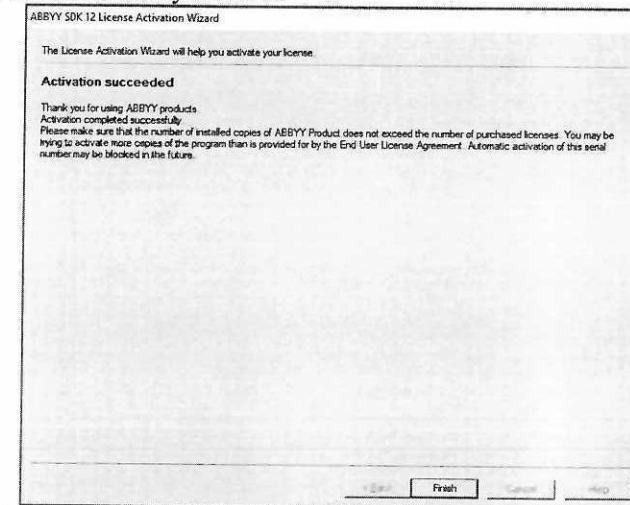 ABBYY SDK 12 License Activation Wizard
The License Activation Wizard will help you activate your license.
Activation succeeded
Thank you for using ABBYY products.
Activation completed successfully.
Please make sure that the number of installed copies of ABBYY Product does not exceed the number of purchased licenses. You may be
trying to activate more copies of the program than is provided for by the End User License Agreement. Automatic activation of this serial
number may be blocked in the future.
< Back Finish Cancel Help